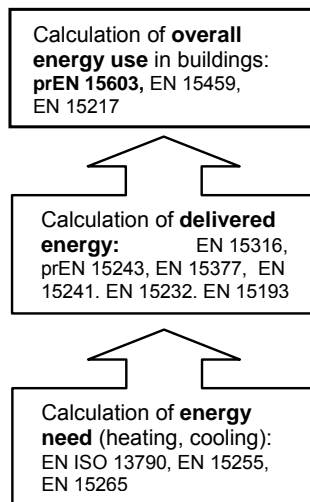 Calculation of overall
energy use in buildings:
prEN 15603, EN 15459,
EN 15217
Calculation of delivered
energy: EN 15316,
prEN 15243, EN 15377, EN
15241. EN 15232. EN 15193
Calculation of energy
need (heating, cooling):
EN ISO 13790, EN 15255,
EN 15265